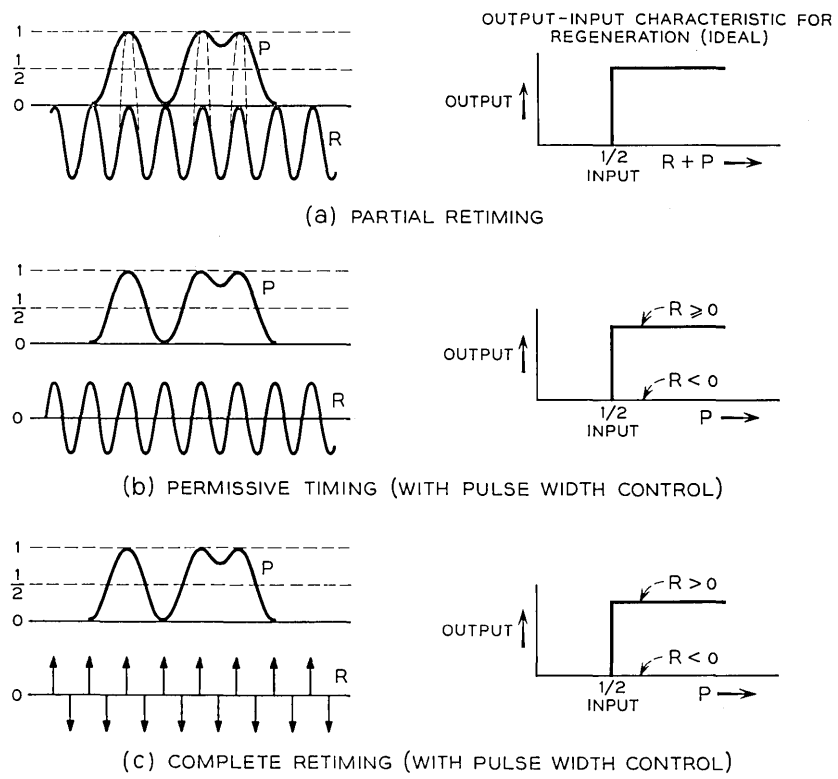 OUTPUT-INPUT CHARACTERISTIC FOR
REGENERATION (IDEAL)
1
1/2
0
P
R
OUTPUT
1/2
INPUT
R + P
(a) PARTIAL RETIMING
1
1/2
0
P
0
R
R ⩾ 0
OUTPUT
R < 0
1/2
INPUT
P
(b) PERMISSIVE TIMING (WITH PULSE WIDTH CONTROL)
1
1/2
0
P
0
R
R > 0
OUTPUT
R < 0
1/2
INPUT
P
(c) COMPLETE RETIMING (WITH PULSE WIDTH CONTROL)